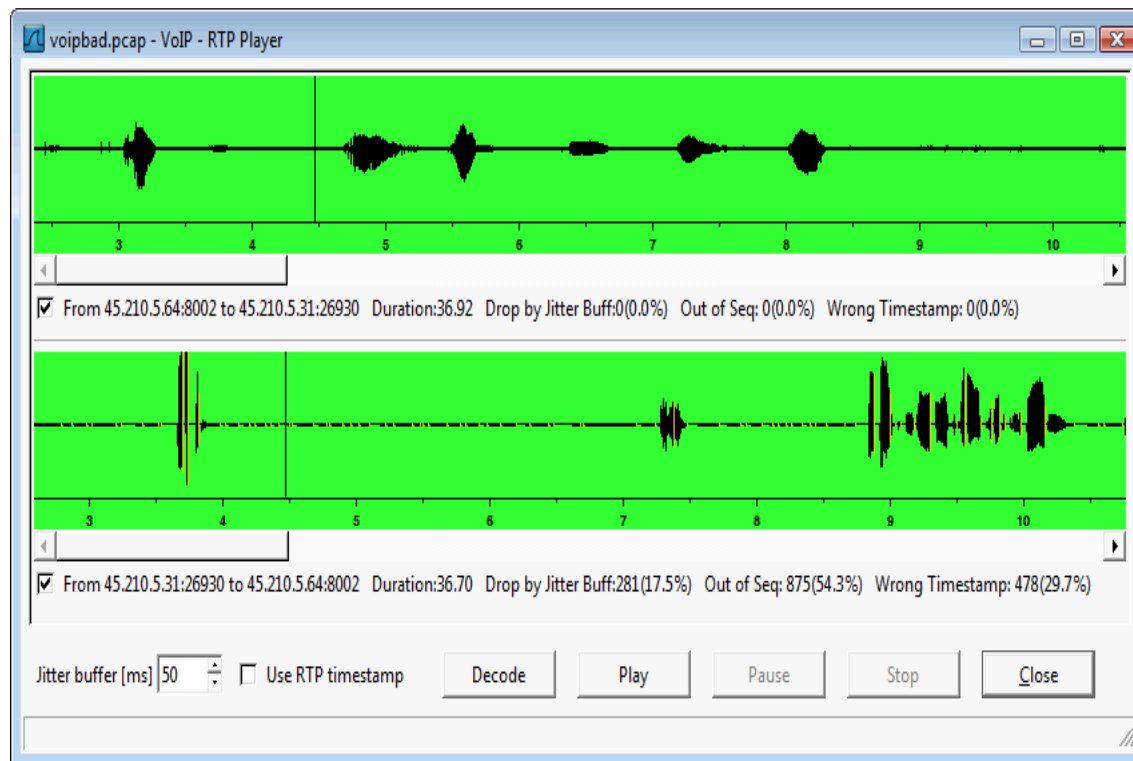 voipbad.pcap - VoIP - RTP Player
3 4 5 6 7 8 9 10
From 45.210.5.64:8002 to 45.210.5.31:26930 Duration:36.92 Drop by Jitter Buff:0(0.0%) Out of Seq: 0(0.0%) Wrong Timestamp: 0(0.0%)
3 4 5 6 7 8 9 10
From 45.210.5.31:26930 to 45.210.5.64:8002 Duration:36.70 Drop by Jitter Buff:281(17.5%) Out of Seq: 875(54.3%) Wrong Timestamp: 478(29.7%)
Jitter buffer [ms] 50 Use RTP timestamp Decode Play Pause Stop Close